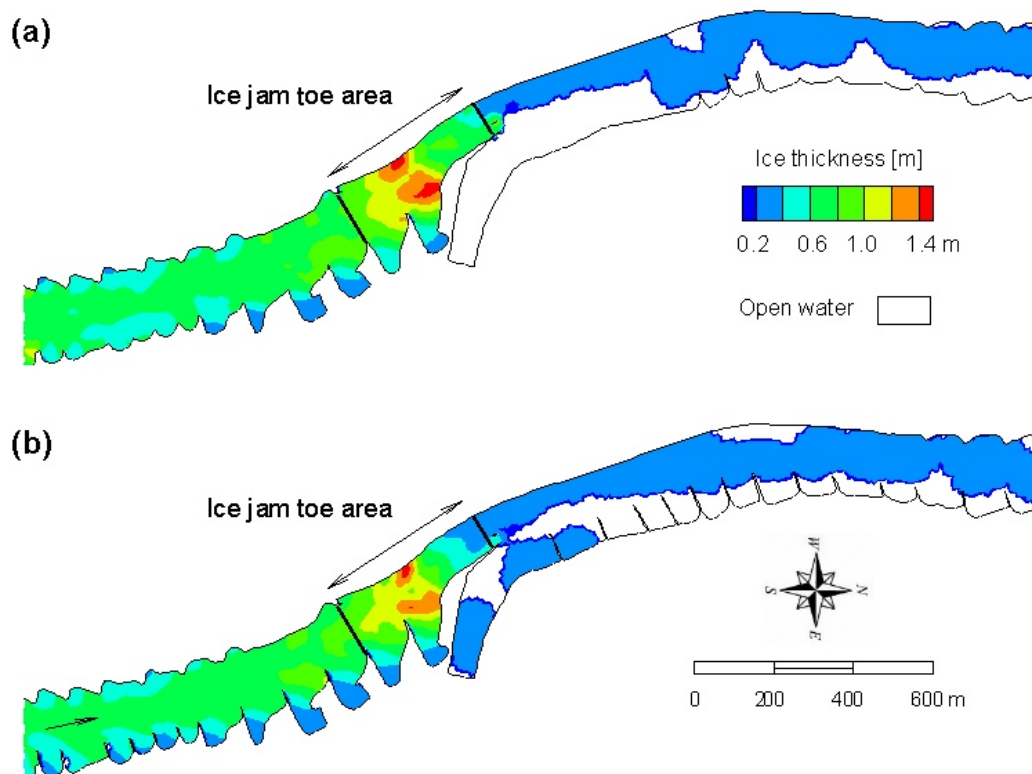 (a)
Ice jam toe area
Ice thickness [m]
0.2 0.6 1.0 1.4 m
Open water
(b)
Ice jam toe area
W
S N
E
0 200 400 600 m